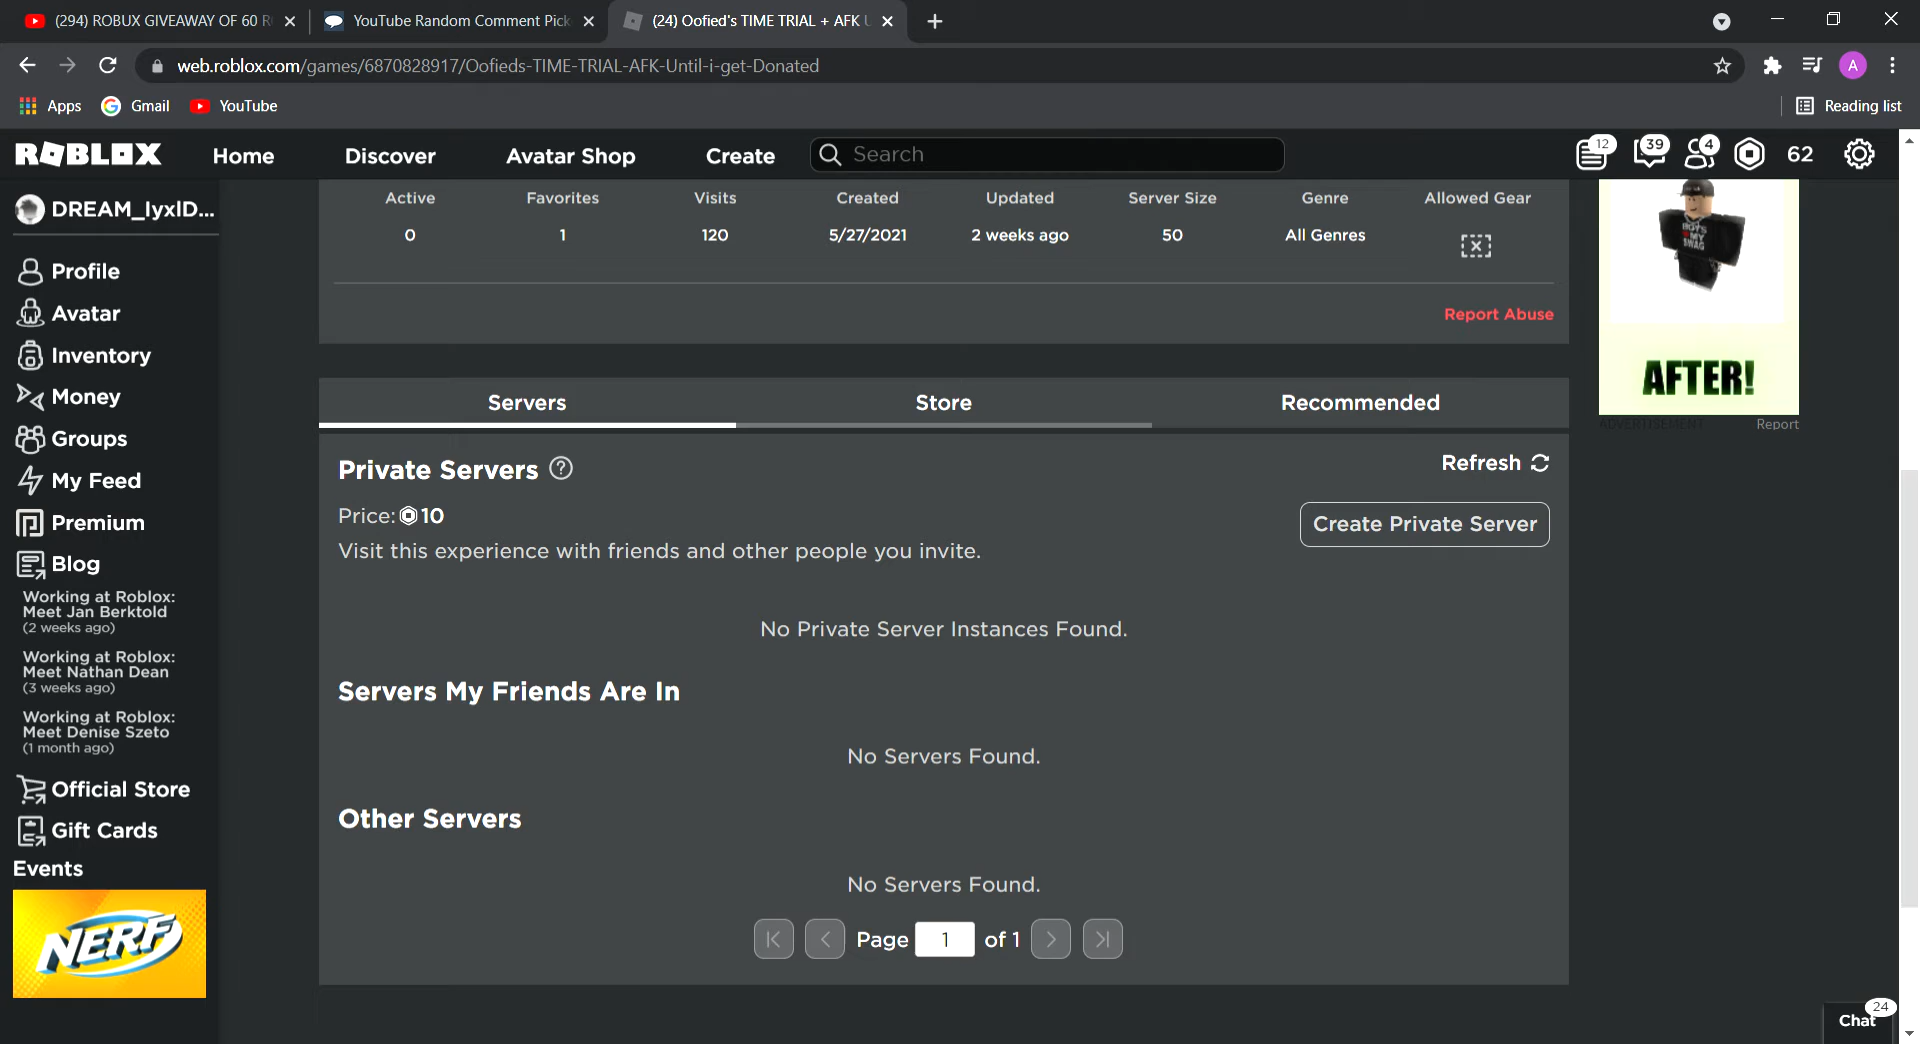 (294) ROBUX GIVEAWAY OF 60 R
YouTube Random Comment Pick
(24) Oofied's TIME TRIAL + AFK U
web.roblox.com/games/6870828917/Oofieds-TIME-TRIAL-AFK-Until-i-get-Donated
A
Apps
Gmail
YouTube
Reading list
ROBLOX
Home
Discover
Avatar Shop
Create
Search
12
39
4
62
DREAM_lyxlD...
Profile
Avatar
Inventory
Money
Groups
My Feed
Premium
Blog
Working at Roblox:
Meet Jan Berktold
(2 weeks ago)
Working at Roblox:
Meet Nathan Dean
(3 weeks ago)
Working at Roblox:
Meet Denise Szeto
(1 month ago)
Official Store
Gift Cards
Events
NERF
Active Favorites Visits Created Updated Server Size Genre Allowed Gear
0 1 120 5/27/2021 2 weeks ago 50 All Genres
Report Abuse
Servers Store Recommended
Private Servers
Refresh
Price: 10
Create Private Server
Visit this experience with friends and other people you invite.
No Private Server Instances Found.
Servers My Friends Are In
No Servers Found.
Other Servers
No Servers Found.
Page 1 of 1
BOYS
MY
SWAG
AFTER!
ADVERTISEMENT
Report
Chat
24